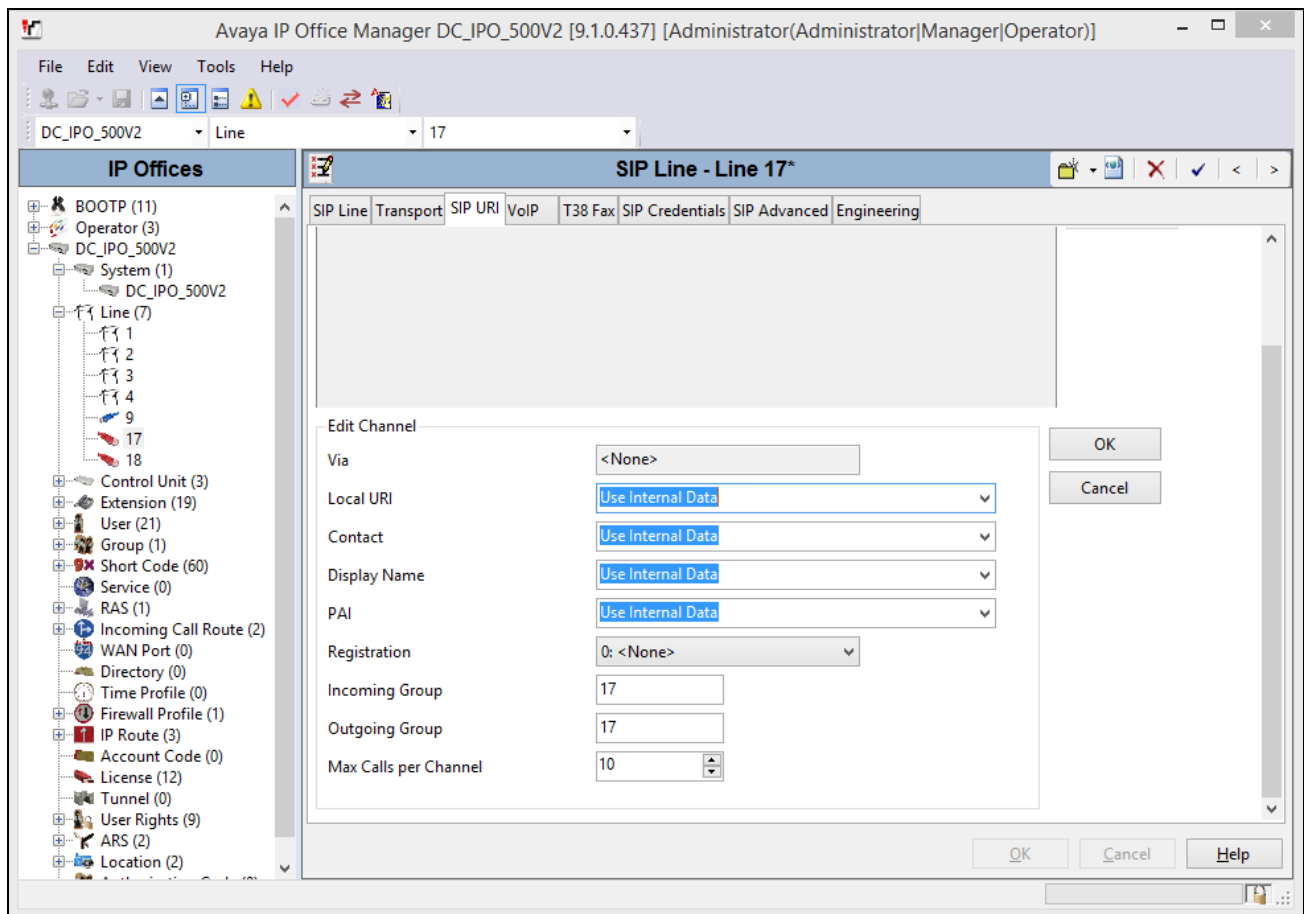 Avaya IP Office Manager DC_IPO_500V2 [9.1.0.437] [Administrator(Administrator|Manager|Operator)]
File Edit View Tools Help
DC_IPO_500V2 Line 17
IP Offices
BOOTP (11)
Operator (3)
DC_IPO_500V2
System (1)
DC_IPO_500V2
Line (7)
1
2
3
4
9
17
18
Control Unit (3)
Extension (19)
User (21)
Group (1)
Short Code (60)
Service (0)
RAS (1)
Incoming Call Route (2)
WAN Port (0)
Directory (0)
Time Profile (0)
Firewall Profile (1)
IP Route (3)
Account Code (0)
License (12)
Tunnel (0)
User Rights (9)
ARS (2)
Location (2)
SIP Line - Line 17*
SIP Line Transport SIP URI VoIP T38 Fax SIP Credentials SIP Advanced Engineering
Edit Channel
Via <None>
Local URI Use Internal Data
Contact Use Internal Data
Display Name Use Internal Data
PAI Use Internal Data
Registration 0: <None>
Incoming Group 17
Outgoing Group 17
Max Calls per Channel 10
OK
Cancel
OK Cancel Help